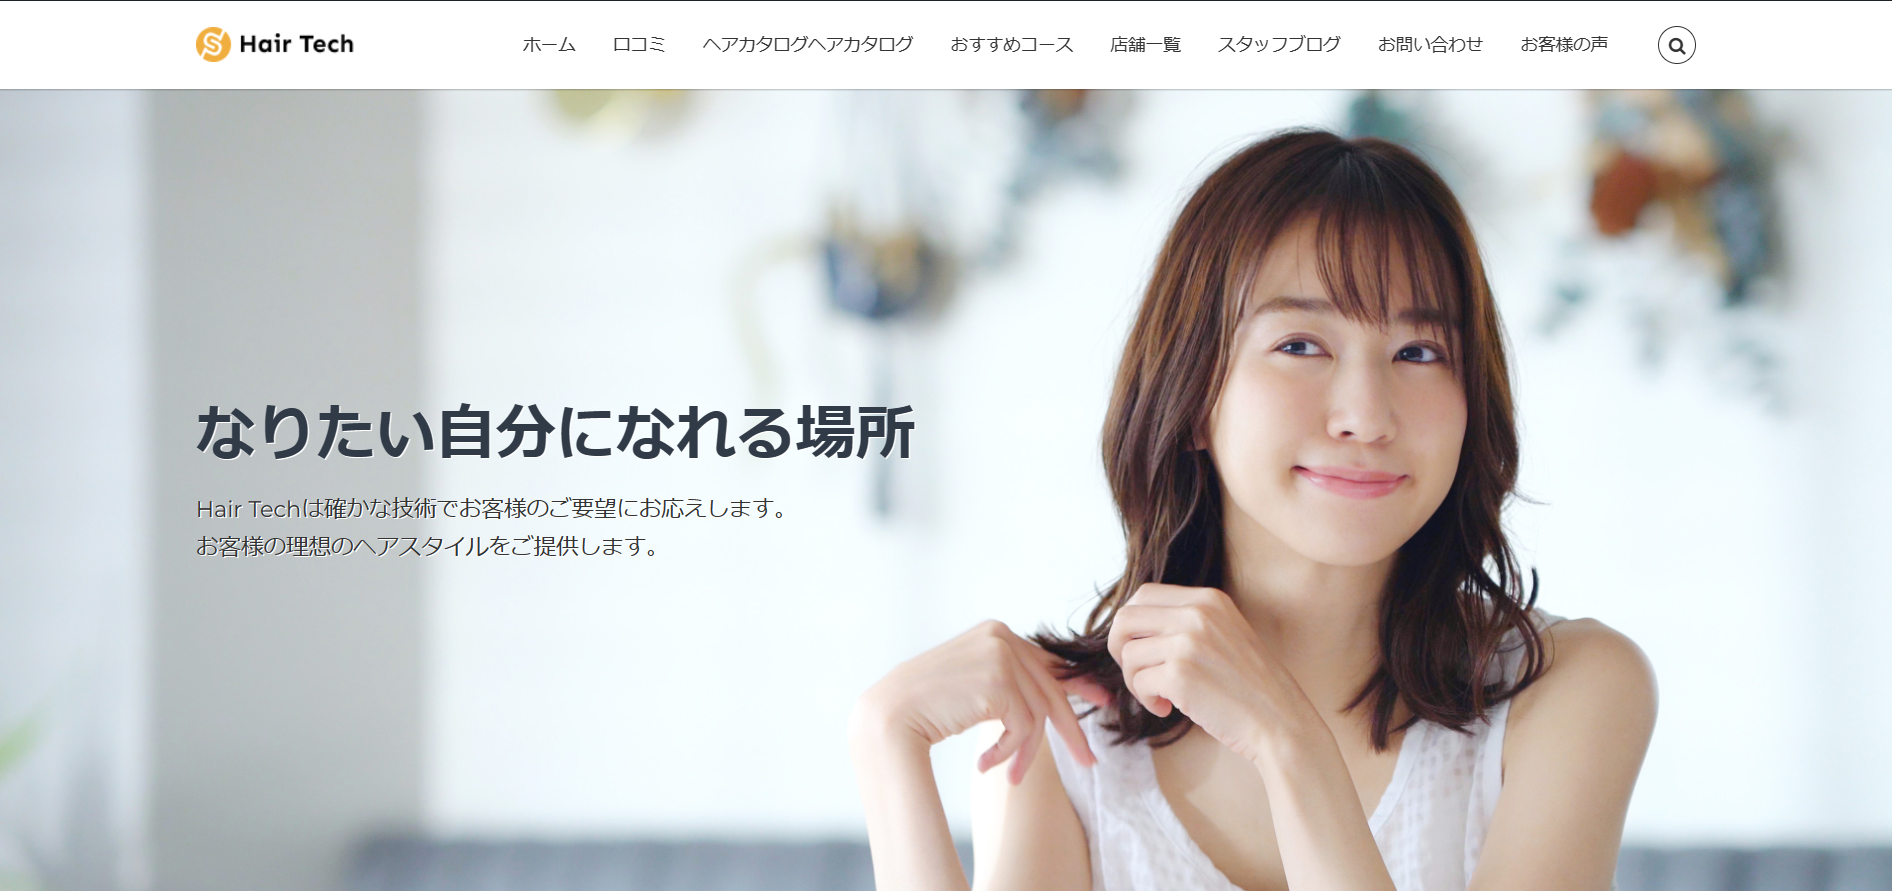 Hair Tech
ホーム 口コミ ヘアカタログヘアカタログ おすすめコース 店舗一覧 スタッフブログ お問い合わせ お客様の声
なりたい自分になれる場所
Hair Techは確かな技術でお客様のご要望にお応えします。
お客様の理想のヘアスタイルをご提供します。